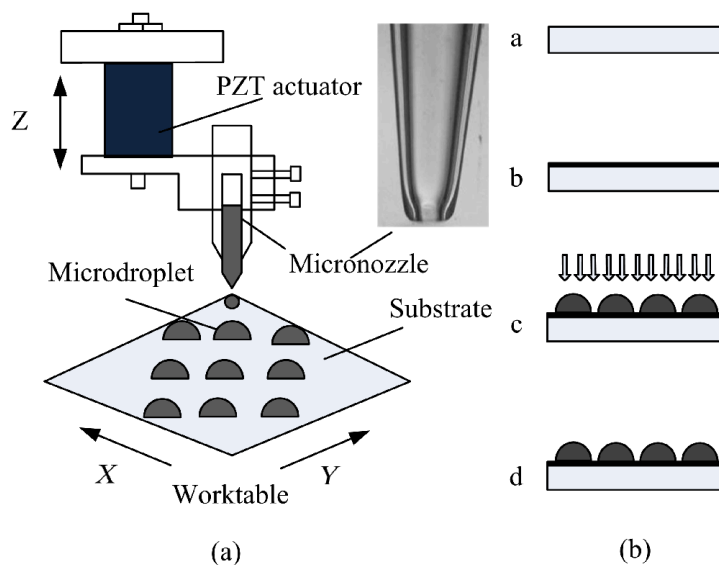 PZT actuator
Z
Microdroplet
Micronozzle
Substrate
X
Y
Worktable
(a)
a
b
c
d
(b)